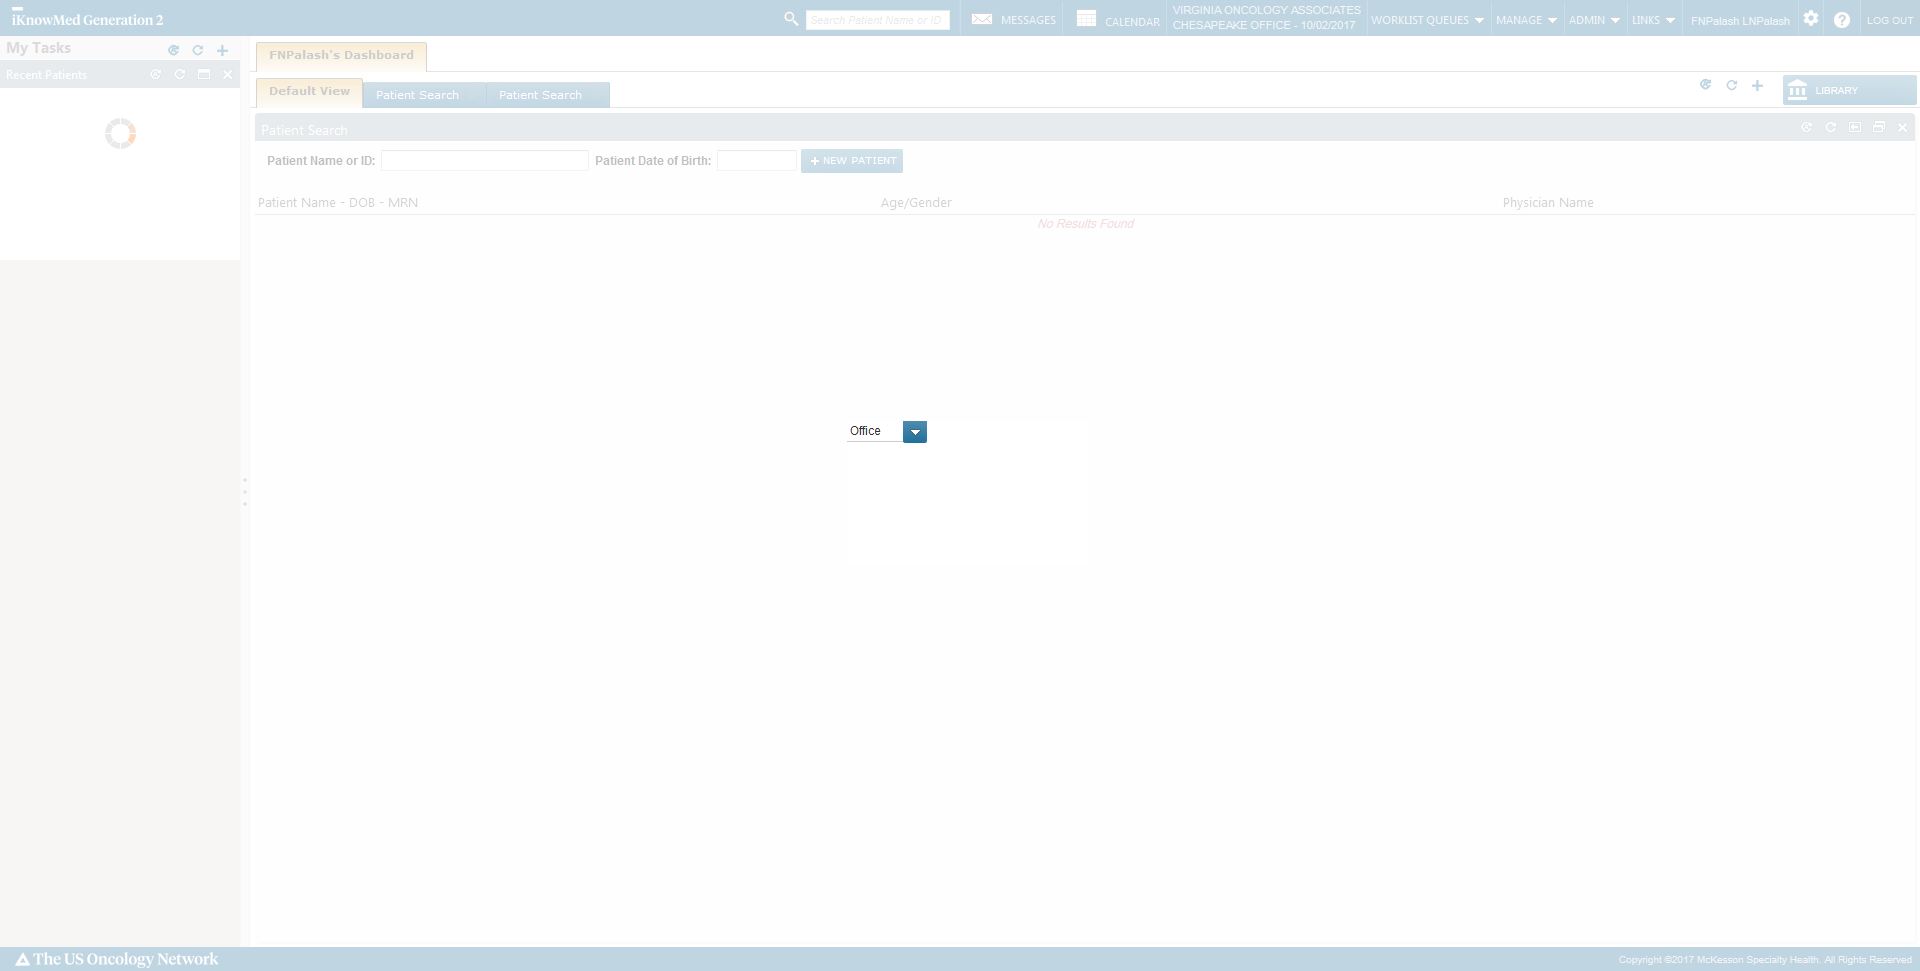 iKnowMed Generation 2
Search Patient Name or ID
MESSAGES
CALENDAR
VIRGINIA ONCOLOGY ASSOCIATES
CHESAPEAKE OFFICE - 10/02/2017
WORKLIST QUEUES
MANAGE
ADMIN
LINKS
FNPalash LNPalash
LOG OUT
My Tasks
FNPalash's Dashboard
Recent Patients
Default View
Patient Search
Patient Search
LIBRARY
Patient Search
Patient Name or ID:
Patient Date of Birth:
+ NEW PATIENT
Patient Name - DOB - MRN
Age/Gender
Physician Name
No Results Found
Office
The US Oncology Network
Copyright ©2017 McKesson Specialty Health. All Rights Reserved